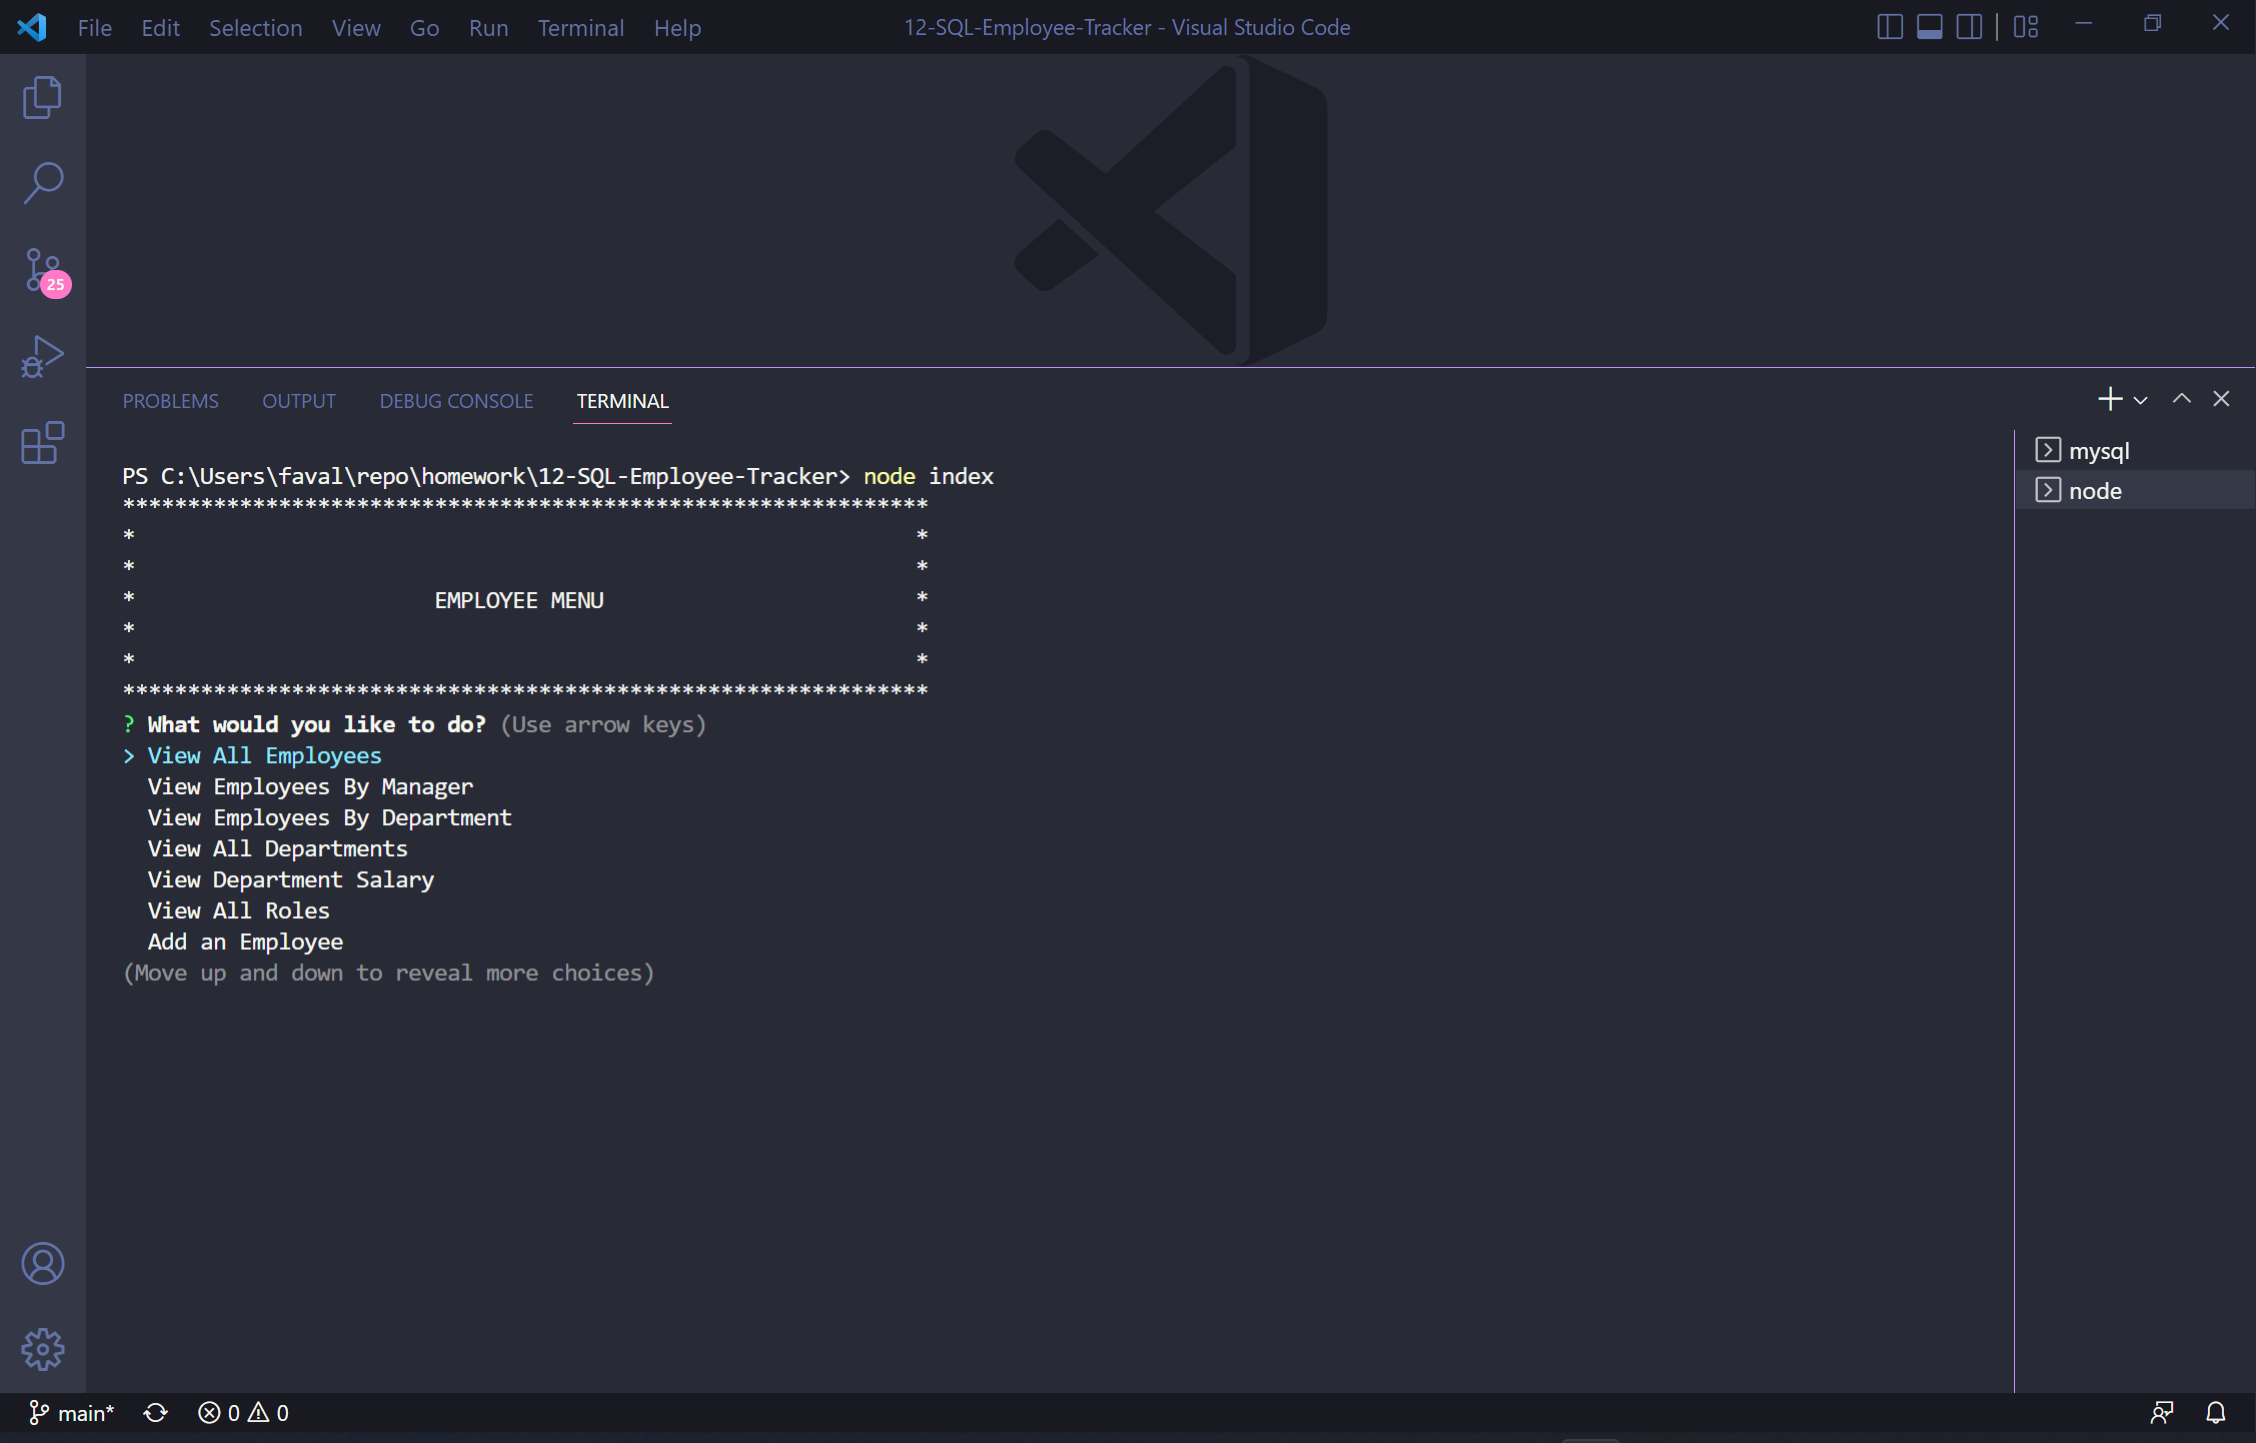 File Edit Selection View Go Run Terminal Help 12-SQL-Employee-Tracker - Visual Studio Code
25
PROBLEMS OUTPUT DEBUG CONSOLE TERMINAL
mysql
node
PS C:\Users\faval\repo\homework\12-SQL-Employee-Tracker> node index
**************************************************************
* *
* *
* EMPLOYEE MENU *
* *
* *
**************************************************************
? What would you like to do? (Use arrow keys)
> View All Employees
View Employees By Manager
View Employees By Department
View All Departments
View Department Salary
View All Roles
Add an Employee
(Move up and down to reveal more choices)
main* 0 0